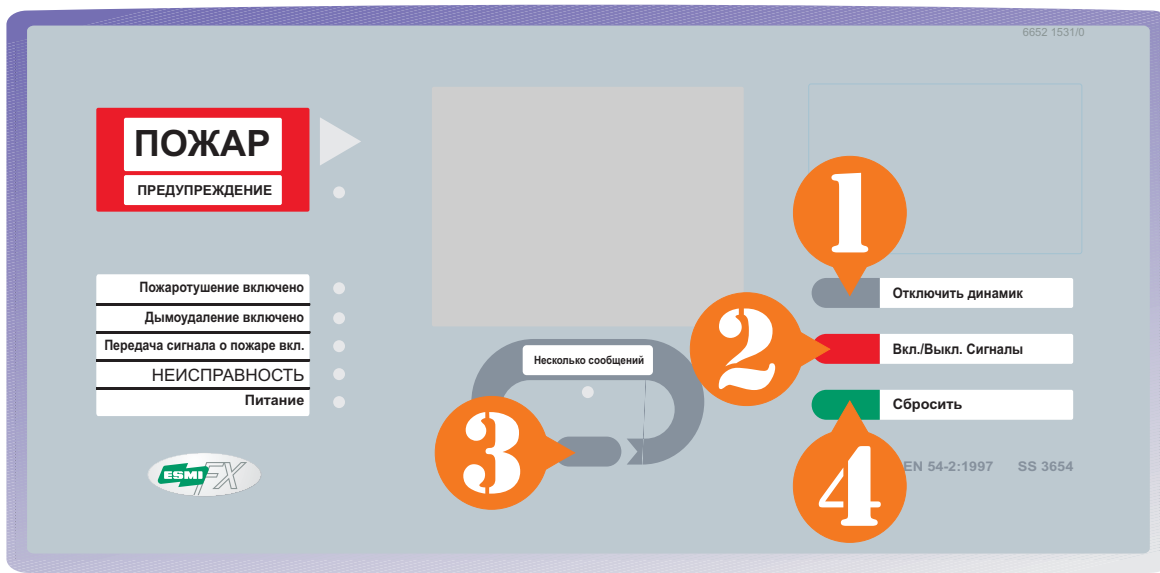 6652 1531/0
ПОЖАР
ПРЕДУПРЕЖДЕНИЕ
1
Пожаротушение включено
Дымоудаление включено
Передача сигнала о пожаре вкл.
НЕИСПРАВНОСТЬ
Питание
Отключить динамик
2
Вкл./Выкл. Сигналы
Несколько сообщений
3
Сбросить
4
EN 54-2:1997 SS 3654
ESMI FX